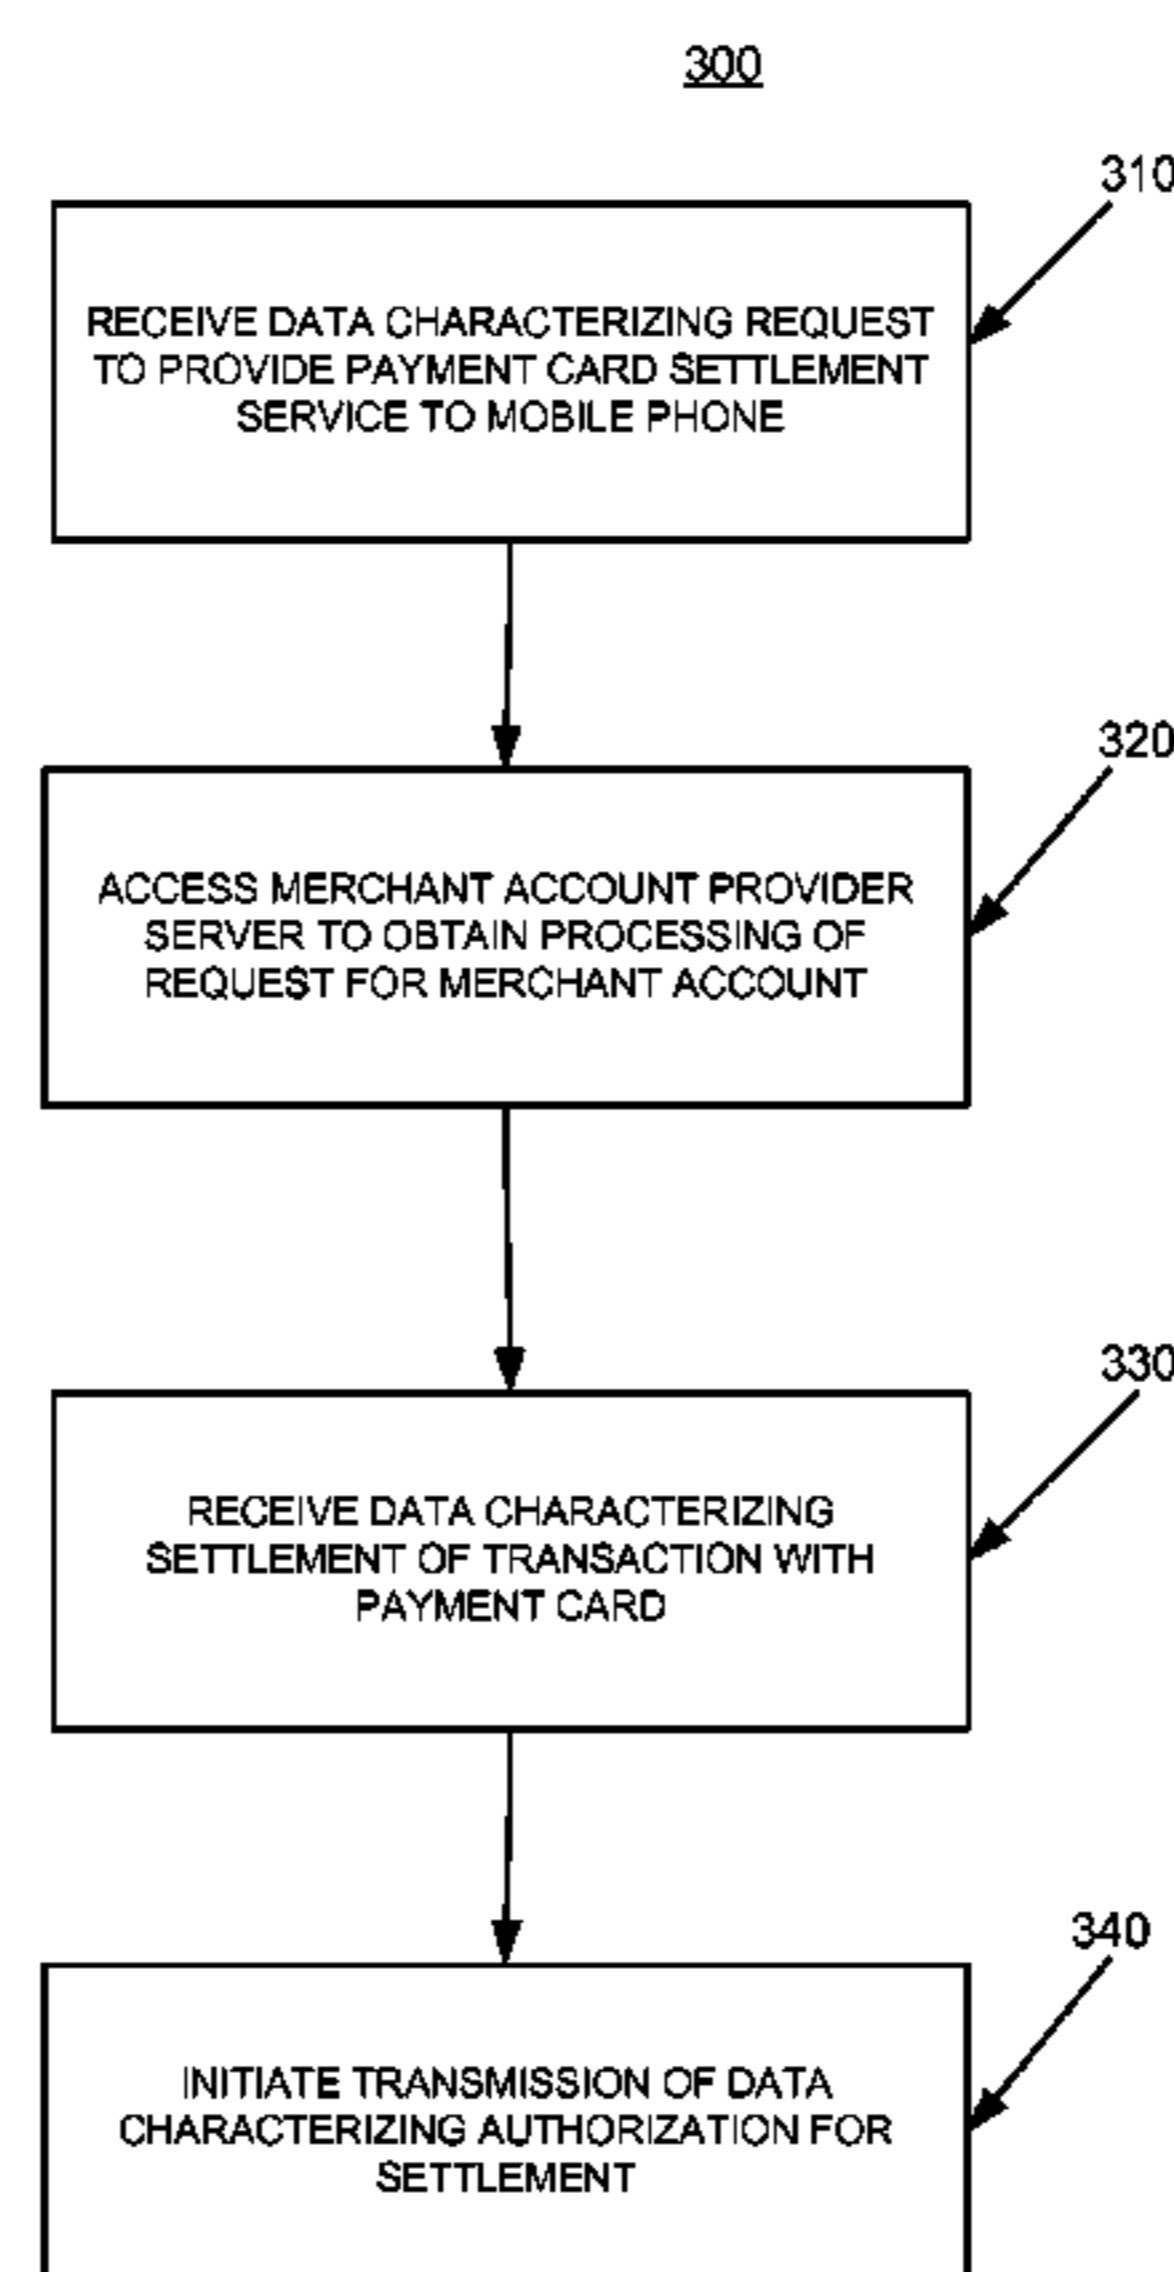 300
310
RECEIVE DATA CHARACTERIZING REQUEST
TO PROVIDE PAYMENT CARD SETTLEMENT
SERVICE TO MOBILE PHONE
320
ACCESS MERCHANT ACCOUNT PROVIDER
SERVER TO OBTAIN PROCESSING OF
REQUEST FOR MERCHANT ACCOUNT
330
RECEIVE DATA CHARACTERIZING
SETTLEMENT OF TRANSACTION WITH
PAYMENT CARD
340
INITIATE TRANSMISSION OF DATA
CHARACTERIZING AUTHORIZATION FOR
SETTLEMENT